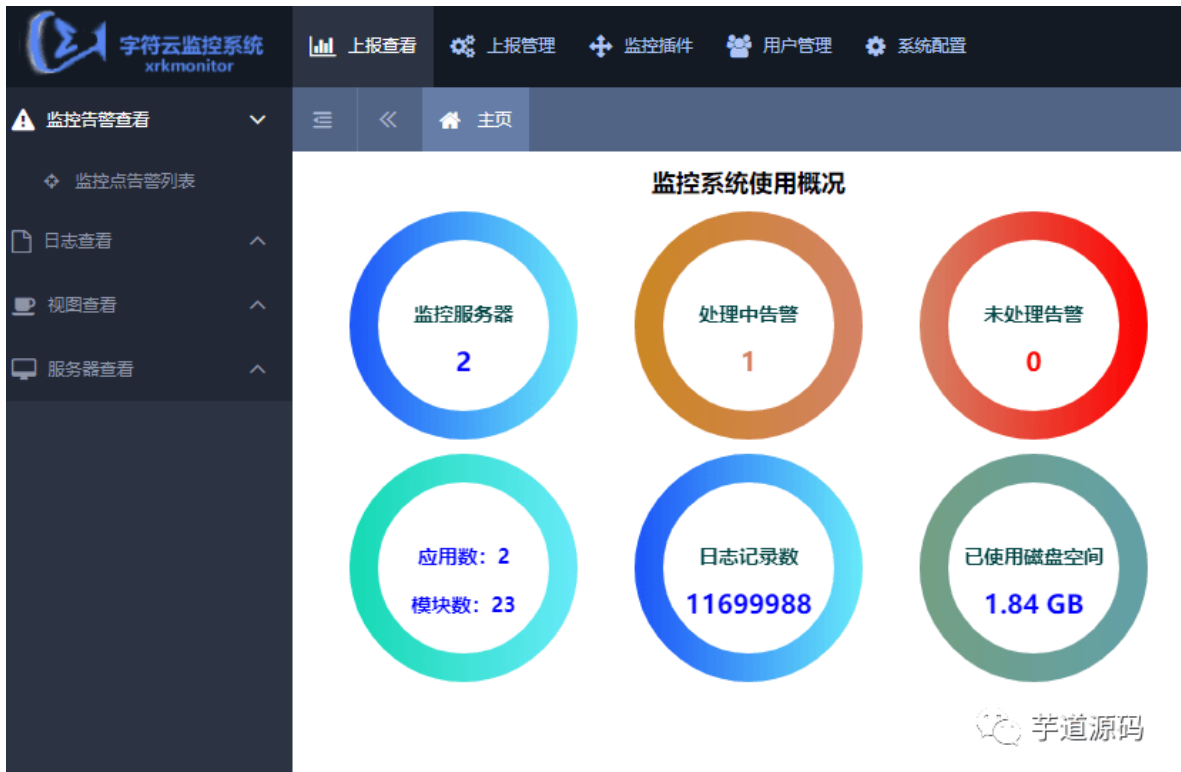 字符云监控系统
xrkmonitor
上报查看
上报管理
监控插件
用户管理
系统配置
监控告警查看
主页
监控点告警列表
日志查看
视图查看
服务器查看
监控系统使用概况
监控服务器
2
处理中告警
1
未处理告警
0
应用数：2
模块数：23
日志记录数
11699988
已使用磁盘空间
1.84 GB
芋道源码